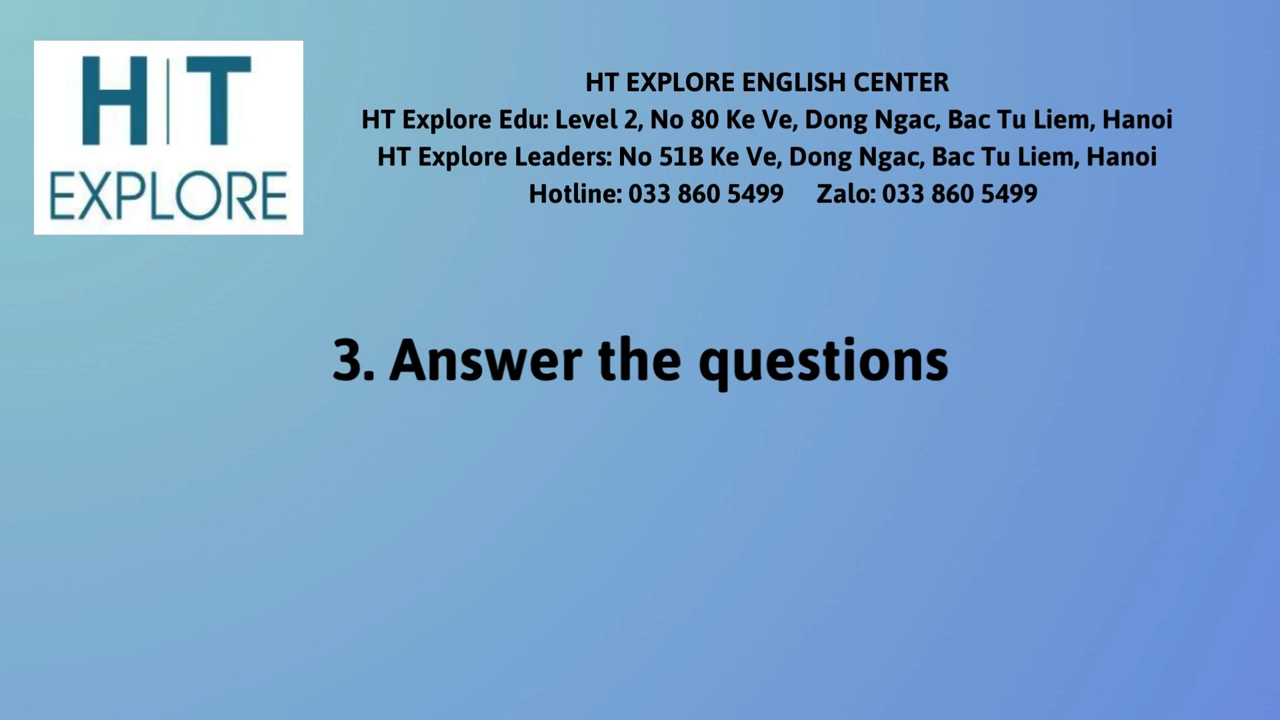 H|T
EXPLORE
HT EXPLORE ENGLISH CENTER
HT Explore Edu: Level 2, No 80 Ke Ve, Dong Ngac, Bac Tu Liem, Hanoi
HT Explore Leaders: No 51B Ke Ve, Dong Ngac, Bac Tu Liem, Hanoi
Hotline: 033 860 5499 Zalo: 033 860 5499
3. Answer the questions